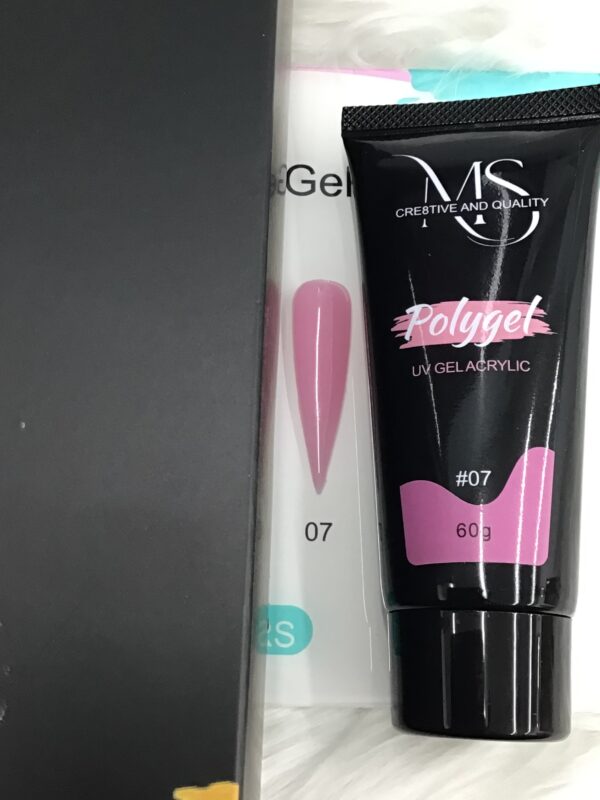 Gel
07
MS
CRE8TIVE AND QUALITY
Polygel
UV GEL ACRYLIC
#07
60g